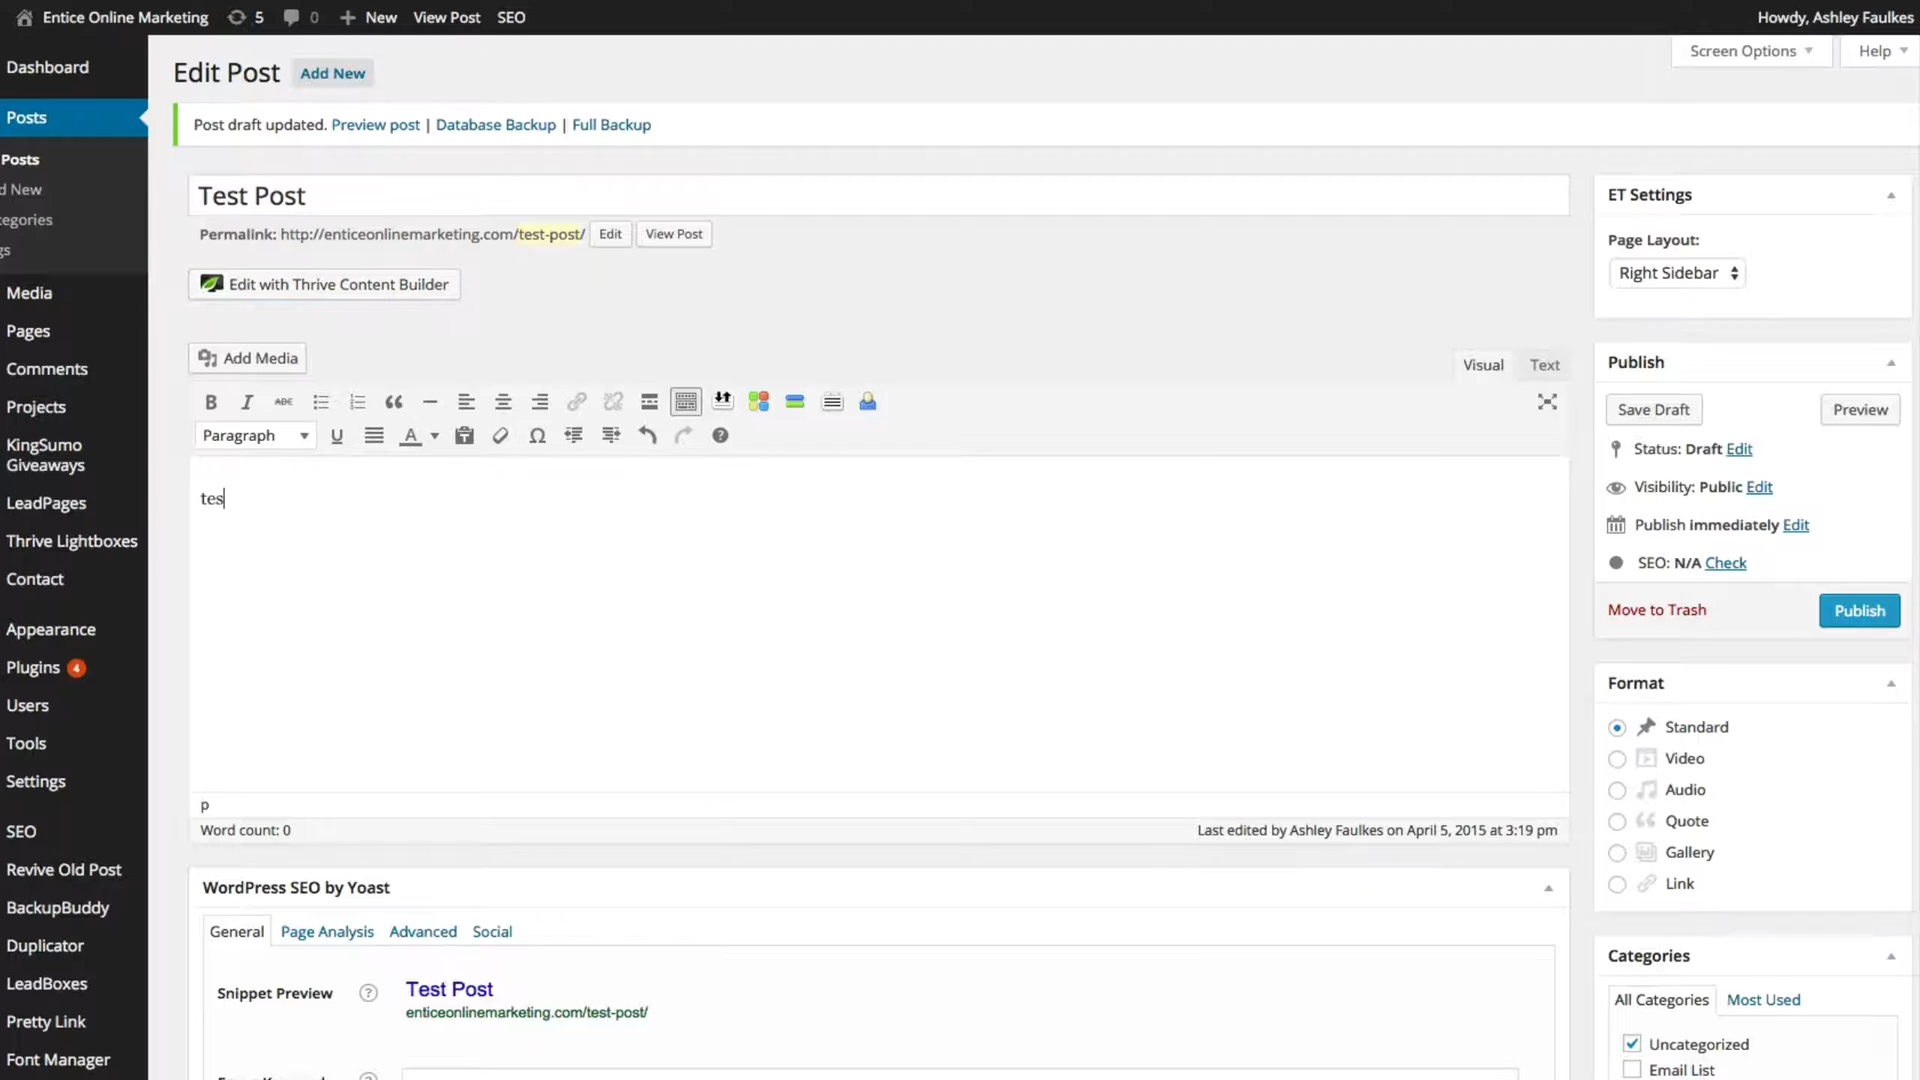 Entice Online Marketing 5 0 New View Post SEO Howdy, Ashley Faulkes
Screen Options Help
Dashboard
Posts
Posts
d New
tegories
gs
Media
Pages
Comments
Projects
KingSumo
Giveaways
LeadPages
Thrive Lightboxes
Contact
Appearance
Plugins 4
Users
Tools
Settings
SEO
Revive Old Post
BackupBuddy
Duplicator
LeadBoxes
Pretty Link
Font Manager
Edit Post Add New
Post draft updated. Preview post | Database Backup | Full Backup
Test Post
Permalink: http://enticeonlinemarketing.com/test-post/ Edit View Post
Edit with Thrive Content Builder
Add Media
Visual Text
B I ABC
Paragraph U A Ω
tes
p
Word count: 0 Last edited by Ashley Faulkes on April 5, 2015 at 3:19 pm
WordPress SEO by Yoast
General Page Analysis Advanced Social
Snippet Preview ? Test Post
enticeonlinemarketing.com/test-post/
ET Settings
Page Layout:
Right Sidebar
Publish
Save Draft Preview
Status: Draft Edit
Visibility: Public Edit
Publish immediately Edit
SEO: N/A Check
Move to Trash Publish
Format
Standard
Video
Audio
Quote
Gallery
Link
Categories
All Categories Most Used
Uncategorized
Email List